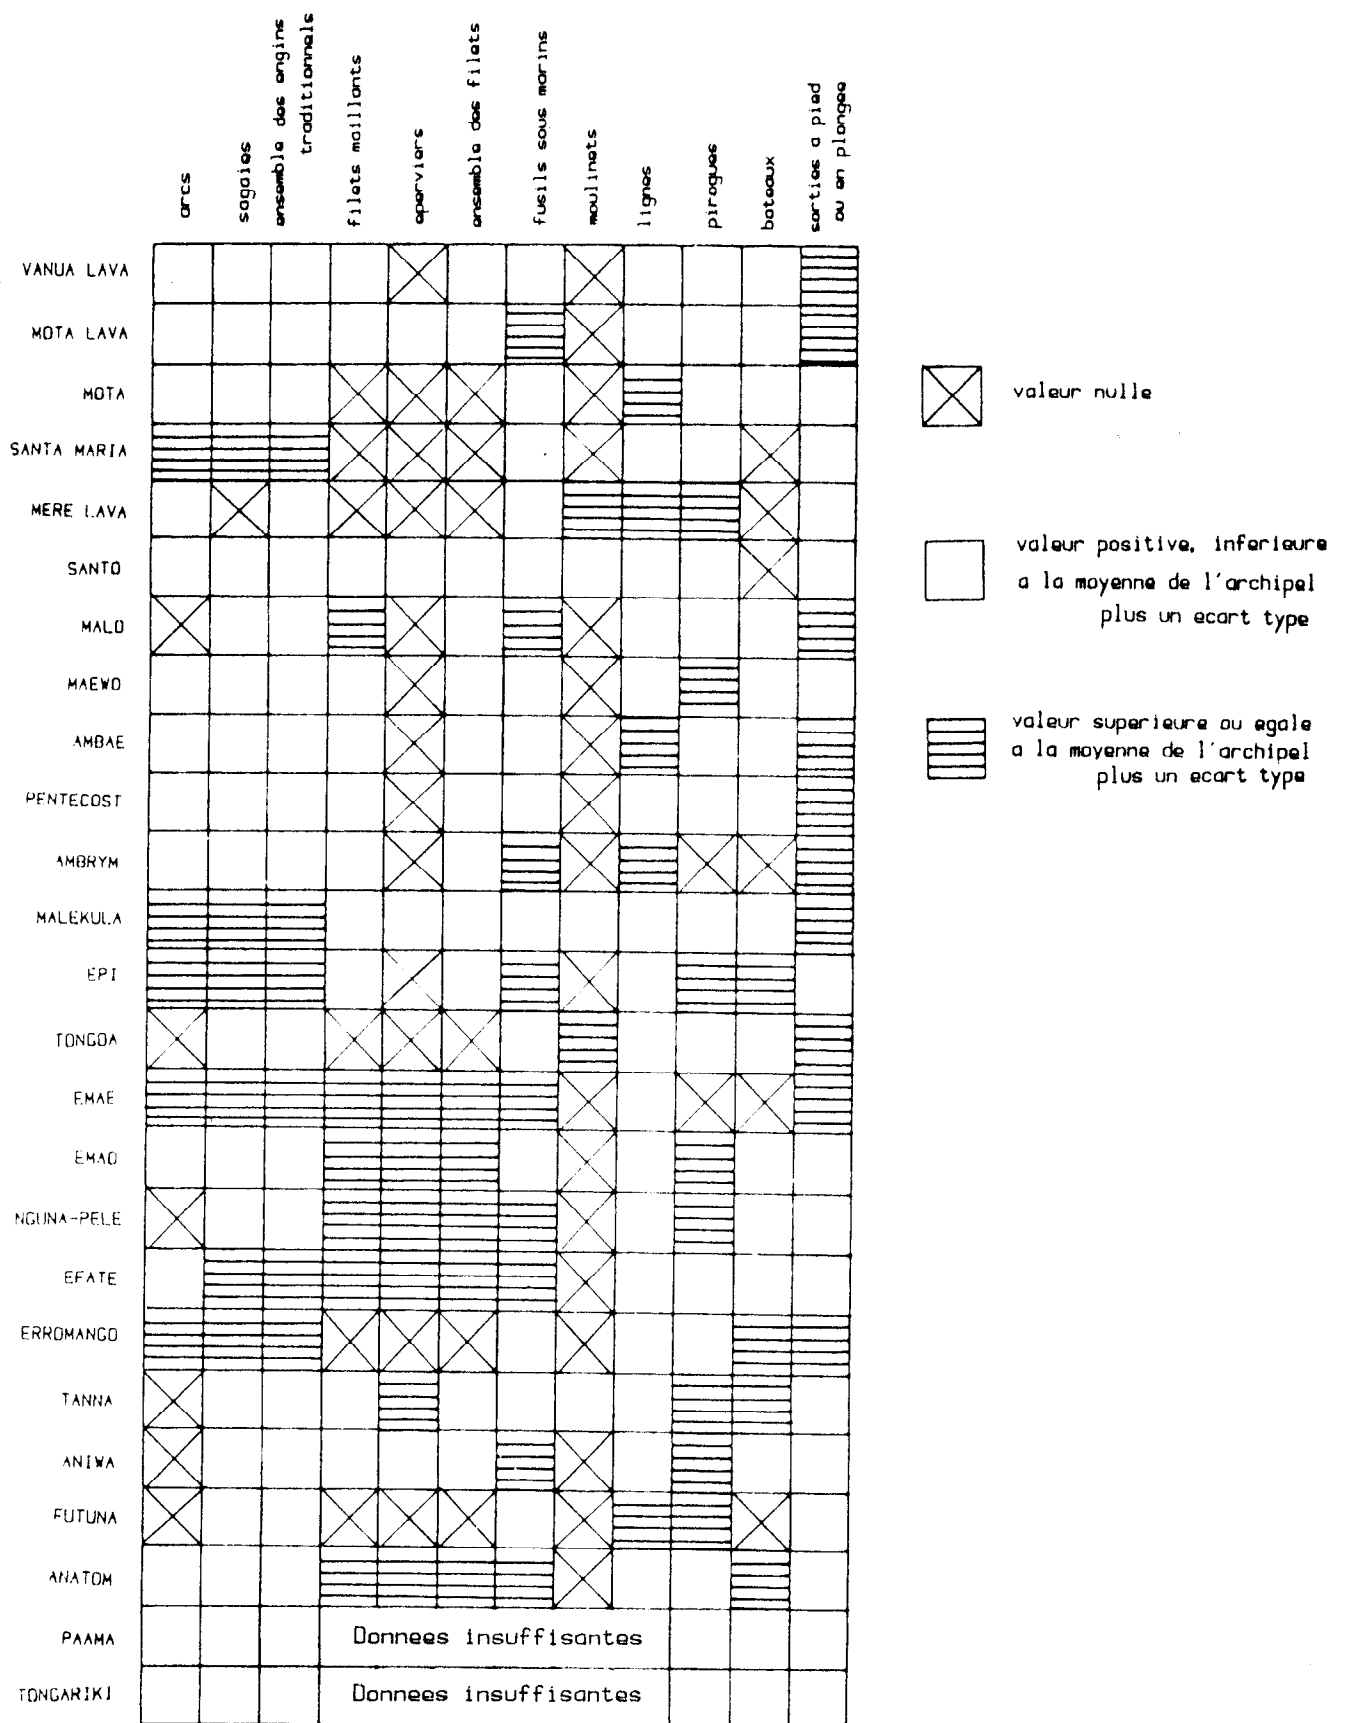 arcs
sagaies
ensemble des engins
traditionnels
filets maillants
eperviers
ensemble des filets
fusils sous marins
moulinets
lignes
pirogues
bateaux
sorties a pied
ou en plongee
VANUA LAVA
MOTA LAVA
MOTA
SANTA MARIA
MERE LAVA
SANTO
MALO
MAEWO
AMBAE
PENTECOST
AMBRYM
MALEKULA
EPI
TONGOA
EMAE
EMAO
NGUNA-PELE
EFATE
ERROMANGO
TANNA
ANIWA
FUTUNA
ANATOM
PAAMA
Donnees insuffisantes
TONGARIKI
Donnees insuffisantes
valeur nulle
valeur positive, inferieure
a la moyenne de l'archipel
plus un ecart type
valeur superieure ou egale
a la moyenne de l'archipel
plus un ecart type